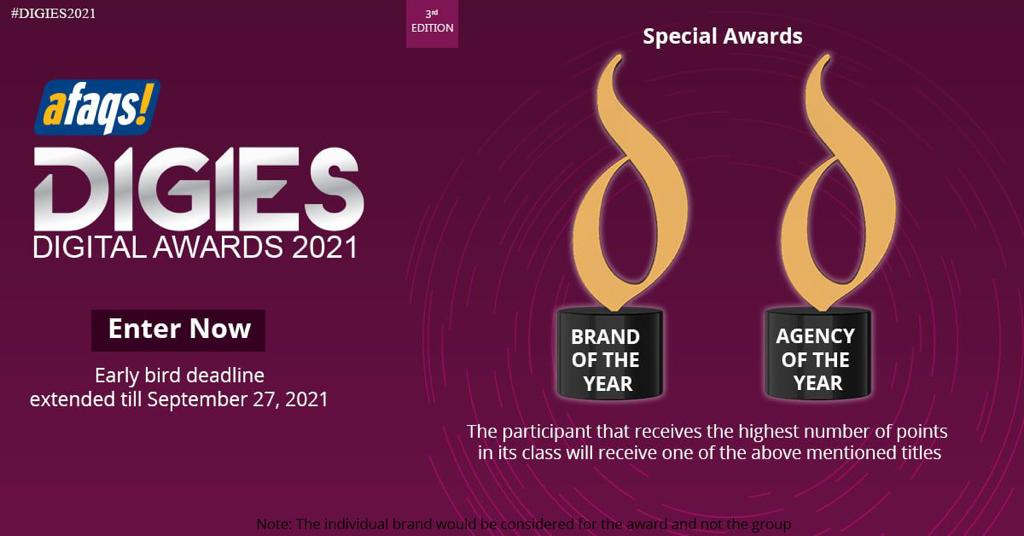 #DIGIES2021
3rd
EDITION
afaqs!
DIGIES
DIGITAL AWARDS 2021
Enter Now
Early bird deadline
extended till September 27, 2021
Special Awards
BRAND
OF THE
YEAR
AGENCY
OF THE
YEAR
The participant that receives the highest number of points
in its class will receive one of the above mentioned titles
Note: The individual brand would be considered for the award and not the group